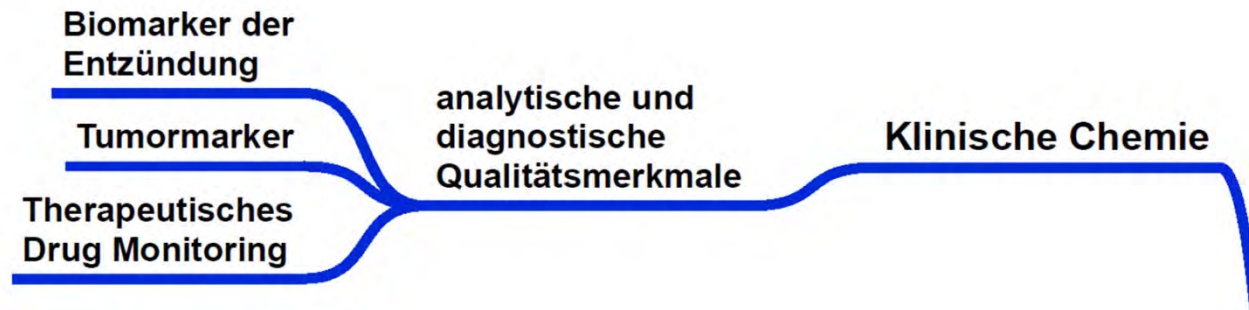 Biomarker der
Entzündung
Tumormarker
Therapeutisches
Drug Monitoring
analytische und
diagnostische
Qualitätsmerkmale
Klinische Chemie